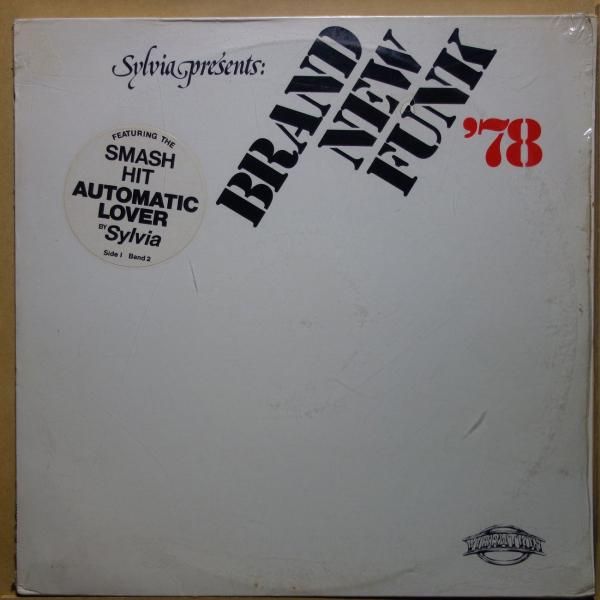 Sylvia presents:
BRAND
NEW
FUNK
'78
FEATURING THE
SMASH
HIT
AUTOMATIC
LOVER
BY Sylvia
Side 1 Band 2
VIBRATION